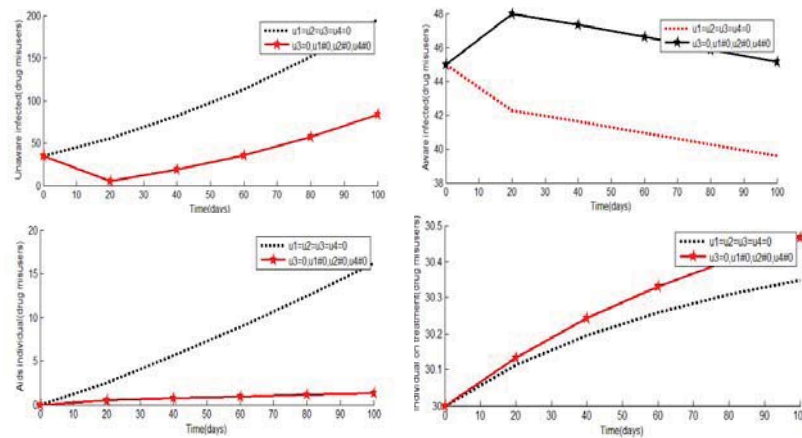 200
150
100
50
0
Unaware infected(drug misusers)
u1=u2=u3=u4=0
u3=0,u1#0,u2#0,u4#0
0 10 20 30 40 50 60 70 80 90 100
Time(days)
48
46
44
42
40
38
Aware infected(drug misusers)
u1=u2=u3=u4=0
u3=0,u1#0,u2#0,u4#0
0 10 20 30 40 50 60 70 80 90 100
Time(days)
20
15
10
5
0
Aids individual(drug misusers)
u1=u2=u3=u4=0
u3=0,u1#0,u2#0,u4#0
0 10 20 30 40 50 60 70 80 90 100
Time(days)
30.5
30.4
30.3
30.2
30.1
30
Individual on treatment(drug misusers)
u1=u2=u3=u4=0
u3=0,u1#0,u2#0,u4#0
0 10 20 30 40 50 60 70 80 90 100
Time(days)